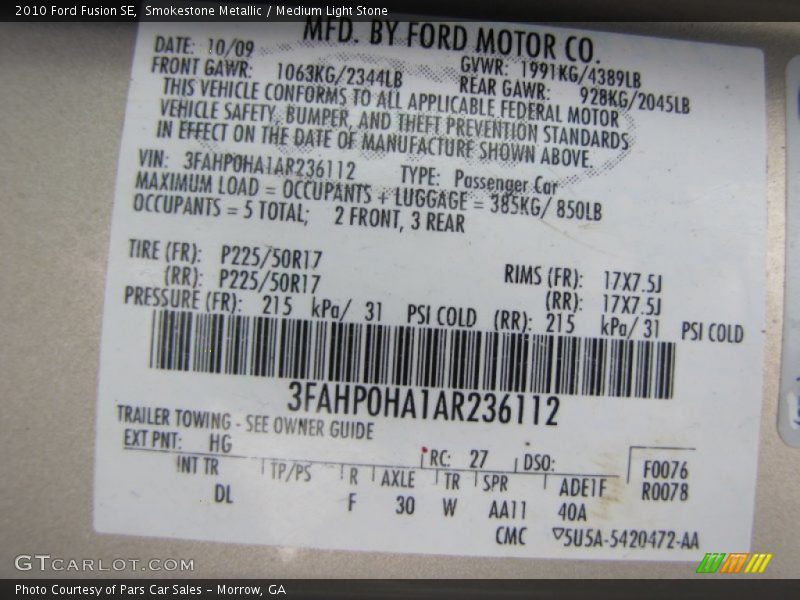 2010 Ford Fusion SE, Smokestone Metallic / Medium Light Stone
MFD. BY FORD MOTOR CO.
DATE: 10/09 GVWR: 1991KG/4389LB
FRONT GAWR: 1063KG/2344LB REAR GAWR: 928KG/2045LB
THIS VEHICLE CONFORMS TO ALL APPLICABLE FEDERAL MOTOR
VEHICLE SAFETY, BUMPER, AND THEFT PREVENTION STANDARDS
IN EFFECT ON THE DATE OF MANUFACTURE SHOWN ABOVE.
VIN: 3FAHP0HA1AR236112 TYPE: Passenger Car
MAXIMUM LOAD = OCCUPANTS + LUGGAGE = 385KG/ 850LB
OCCUPANTS = 5 TOTAL; 2 FRONT, 3 REAR
TIRE (FR): P225/50R17 RIMS (FR): 17X7.5J
(RR): P225/50R17 (RR): 17X7.5J
PRESSURE (FR): 215 kPa/ 31 PSI COLD (RR): 215 kPa/ 31 PSI COLD
3FAHP0HA1AR236112
TRAILER TOWING - SEE OWNER GUIDE
EXT PNT: HG RC: 27 DSO: F0076
INT TR TP/PS R AXLE TR SPR ADE1F R0078
DL F 30 W AA11 40A
CMC ▽5U5A-5420472-AA
GTCARLOT.COM
Photo Courtesy of Pars Car Sales - Morrow, GA